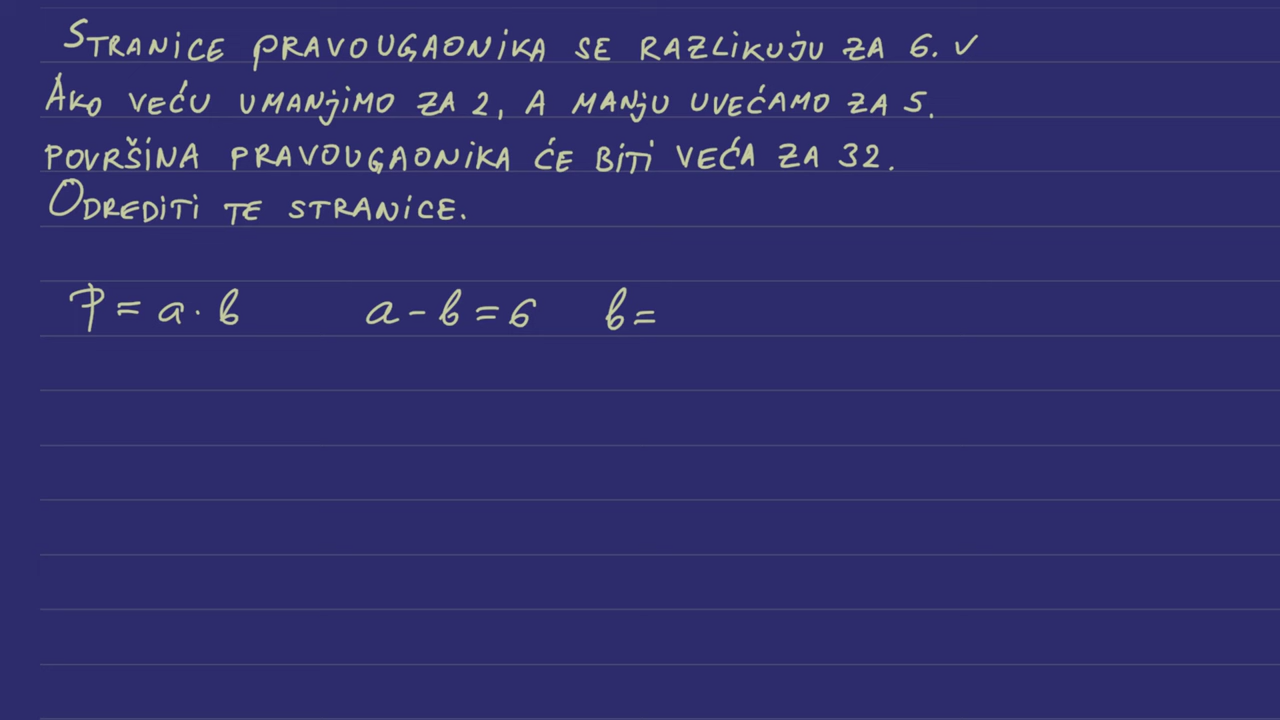 STRANICE PRAVOUGAONIKA SE RAZLIKUJU ZA 6. ✓
AKO VEĆU UMANJIMO ZA 2, A MANJU UVEĆAMO ZA 5.
POVRŠINA PRAVOUGAONIKA ĆE BITI VEĆA ZA 32.
ODREDITI TE STRANICE.
P = a · b a - b = 6 b =